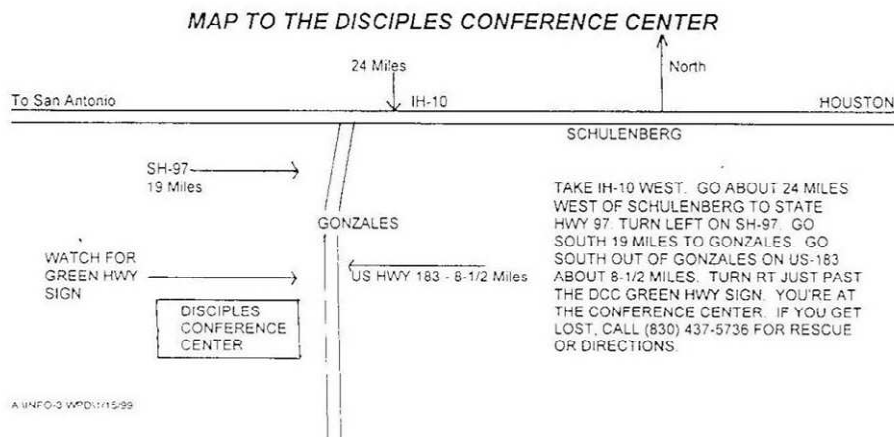 MAP TO THE DISCIPLES CONFERENCE CENTER
24 Miles
North
To San Antonio
IH-10
HOUSTON
SCHULENBERG
SH-97
19 Miles
GONZALES
WATCH FOR
GREEN HWY
SIGN
US HWY 183 - 8-1/2 Miles
DISCIPLES
CONFERENCE
CENTER
TAKE IH-10 WEST. GO ABOUT 24 MILES
WEST OF SCHULENBERG TO STATE
HWY 97. TURN LEFT ON SH-97. GO
SOUTH 19 MILES TO GONZALES. GO
SOUTH OUT OF GONZALES ON US-183
ABOUT 8-1/2 MILES. TURN RT JUST PAST
THE DCC GREEN HWY SIGN. YOU'RE AT
THE CONFERENCE CENTER. IF YOU GET
LOST, CALL (830) 437-5736 FOR RESCUE
OR DIRECTIONS.